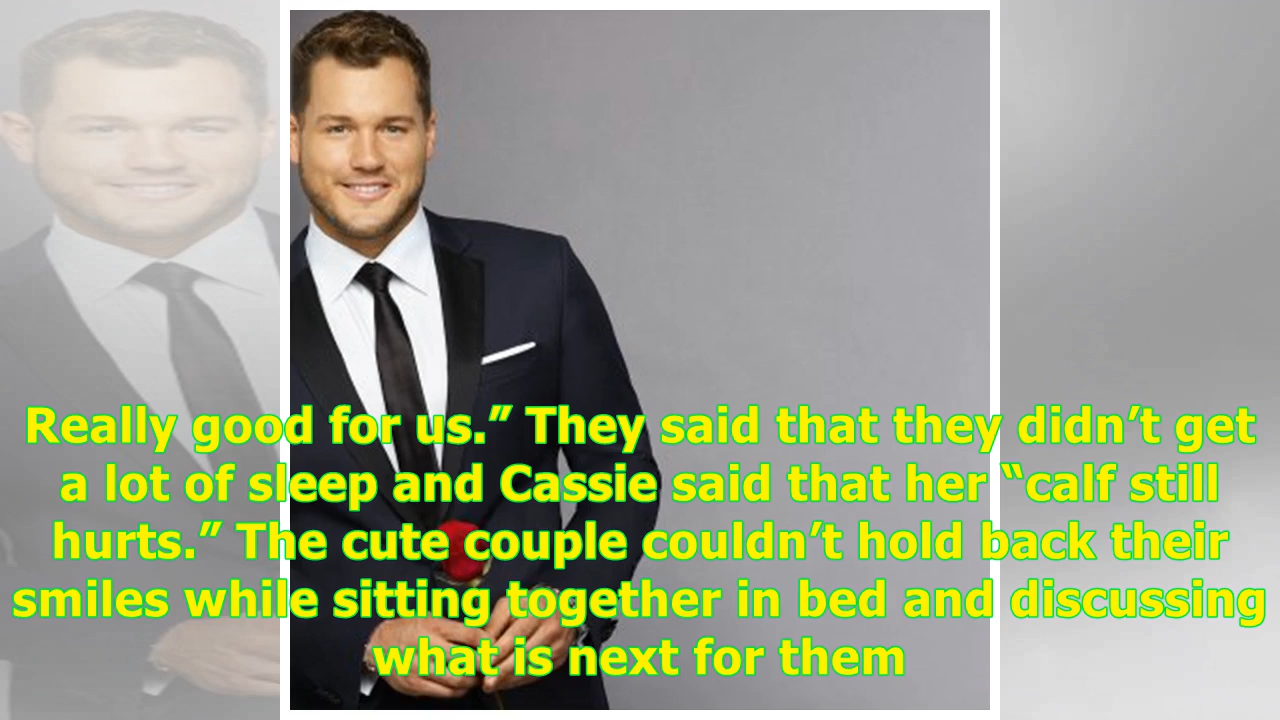 Really good for us.” They said that they didn’t get
a lot of sleep and Cassie said that her “calf still
hurts.” The cute couple couldn’t hold back their
smiles while sitting together in bed and discussing
what is next for them